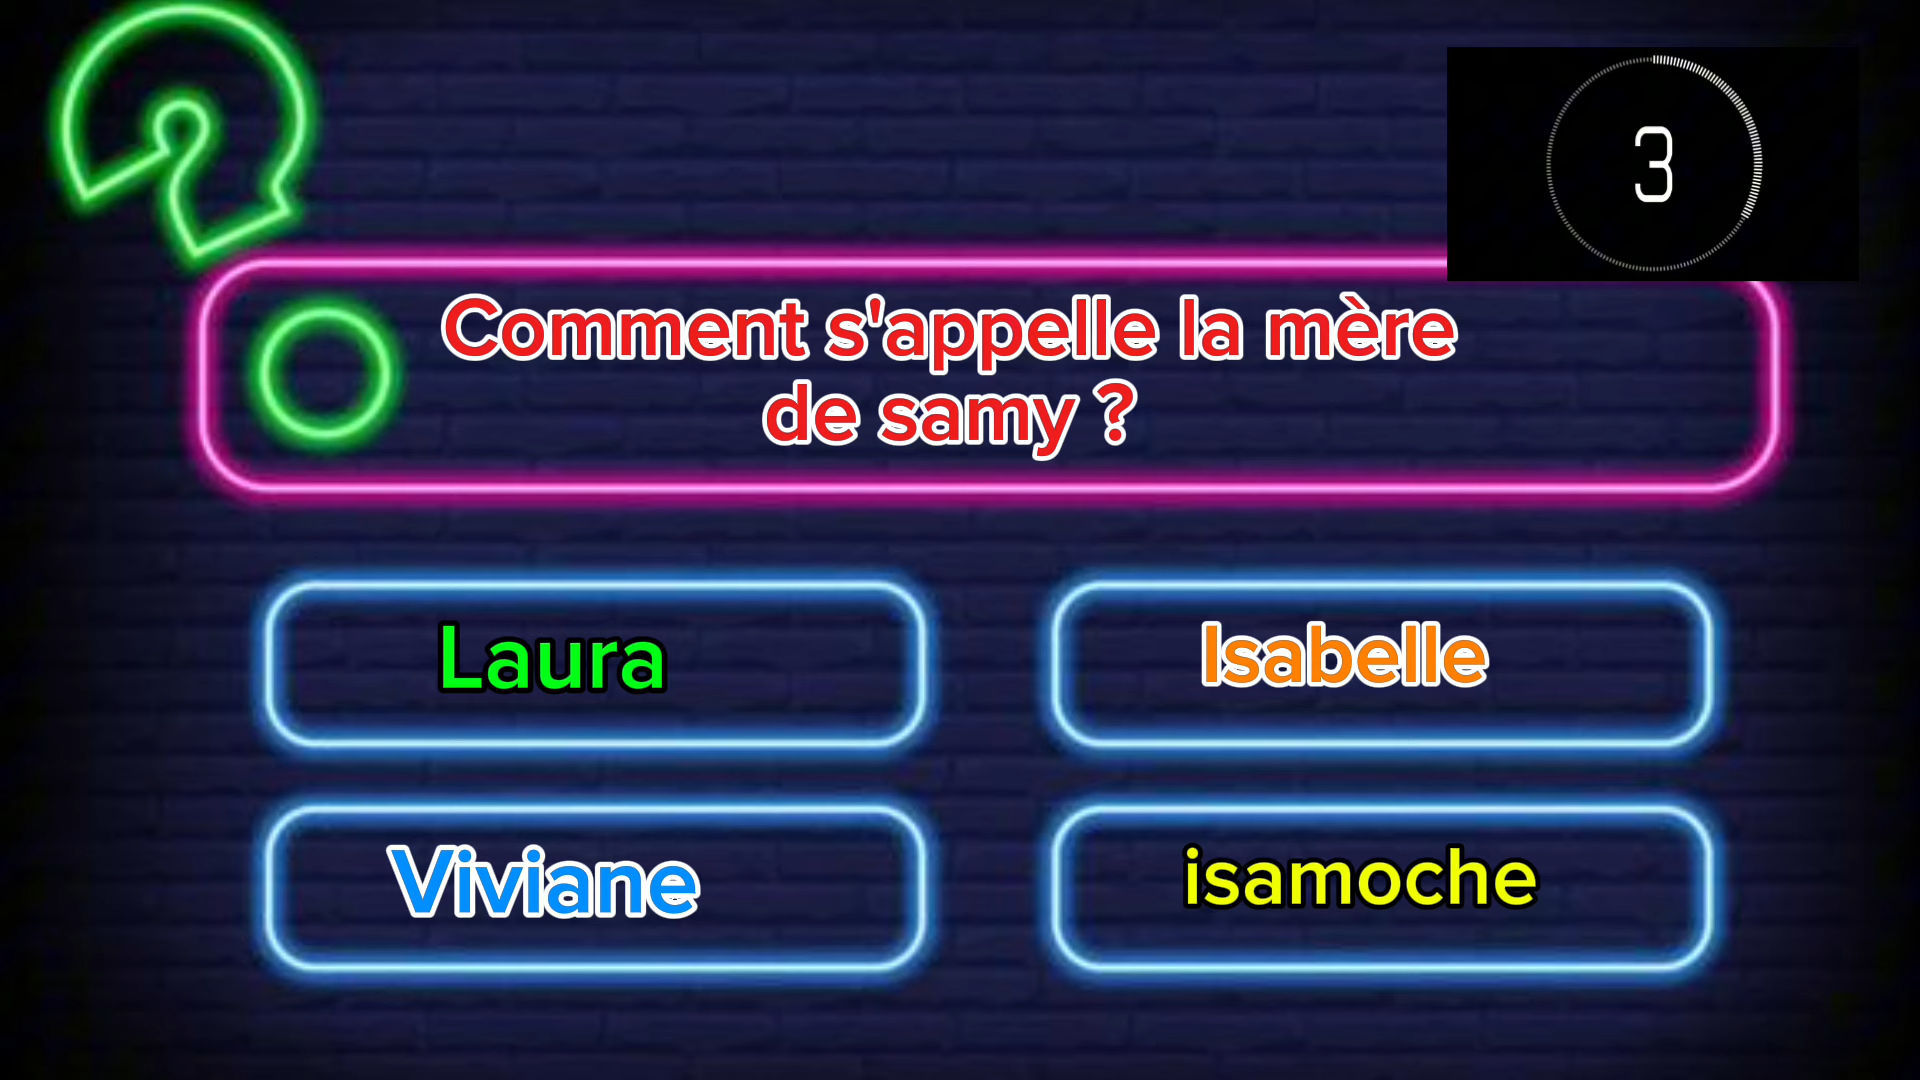 3
Comment s'appelle la mère
de samy ?
Laura
Isabelle
Viviane
isamoche